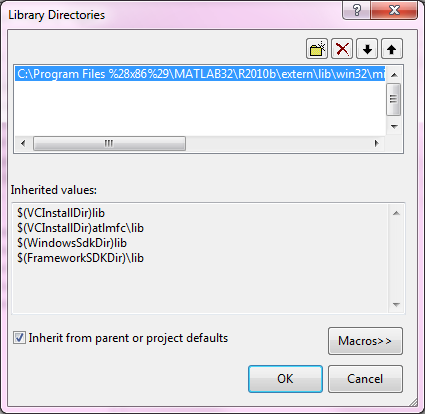 Library Directories
C:\Program Files %28x86%29\MATLAB32\R2010b\extern\lib\win32\mi
Inherited values:
$(VCInstallDir)lib
$(VCInstallDir)atlmfc\lib
$(WindowsSdkDir)lib
$(FrameworkSDKDir)\lib
Inherit from parent or project defaults
Macros>>
OK
Cancel